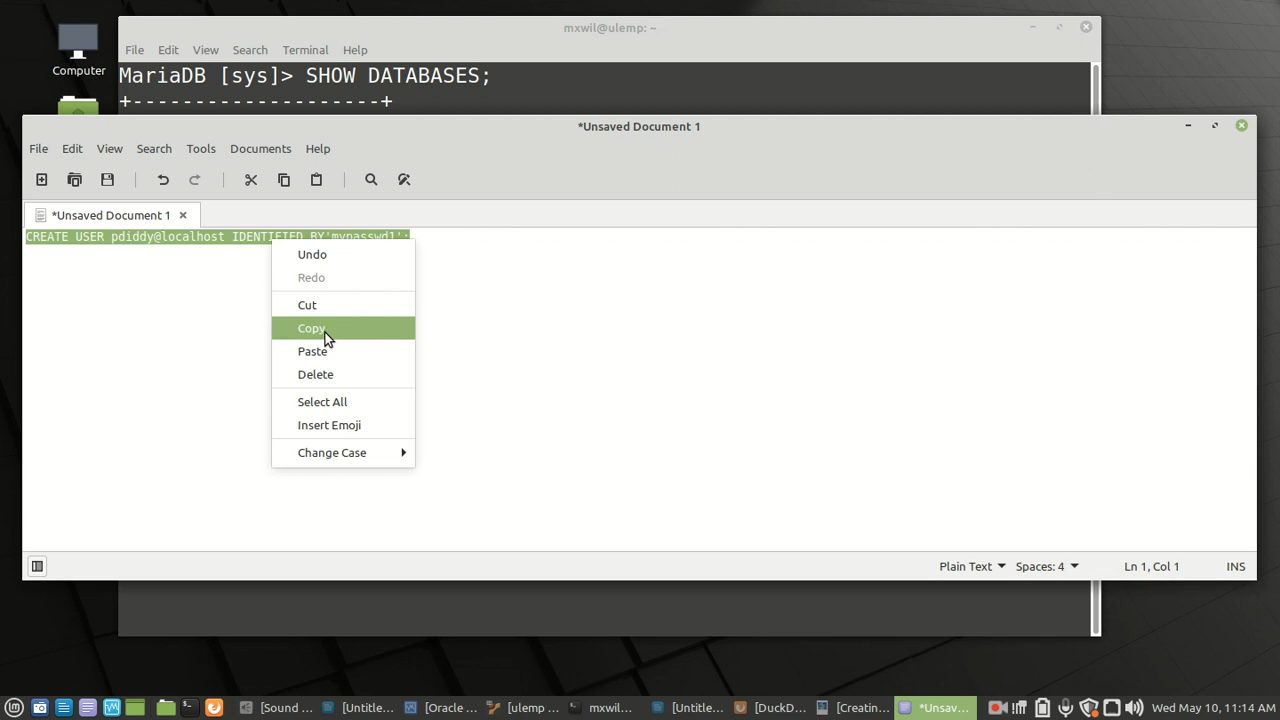 mxwil@ulemp: ~
File Edit View Search Terminal Help
Computer
MariaDB [sys]> SHOW DATABASES;
+--------------------+
*Unsaved Document 1
File Edit View Search Tools Documents Help
*Unsaved Document 1
CREATE USER pdiddy@localhost IDENTIFIED BY'mypasswd1';
Undo
Redo
Cut
Copy
Paste
Delete
Select All
Insert Emoji
Change Case
Plain Text Spaces: 4 Ln 1, Col 1 INS
[Sound ... [Untitle... [Oracle ... [ulemp ... mxwil... [Untitle... [DuckD... [Creatin... *Unsav... Wed May 10, 11:14 AM